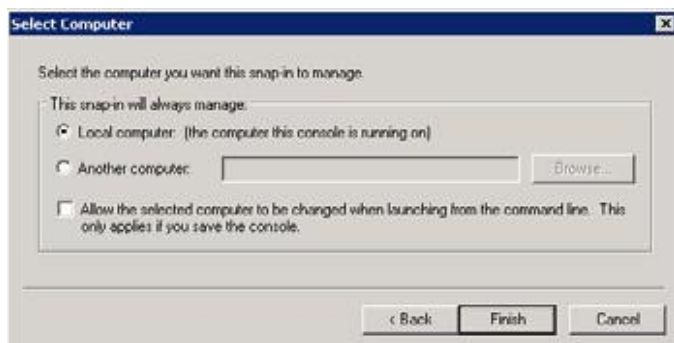 Select Computer
Select the computer you want this snap-in to manage.
This snap-in will always manage:
Local computer: (the computer this console is running on)
Another computer:
Browse...
Allow the selected computer to be changed when launching from the command line. This
only applies if you save the console.
< Back
Finish
Cancel